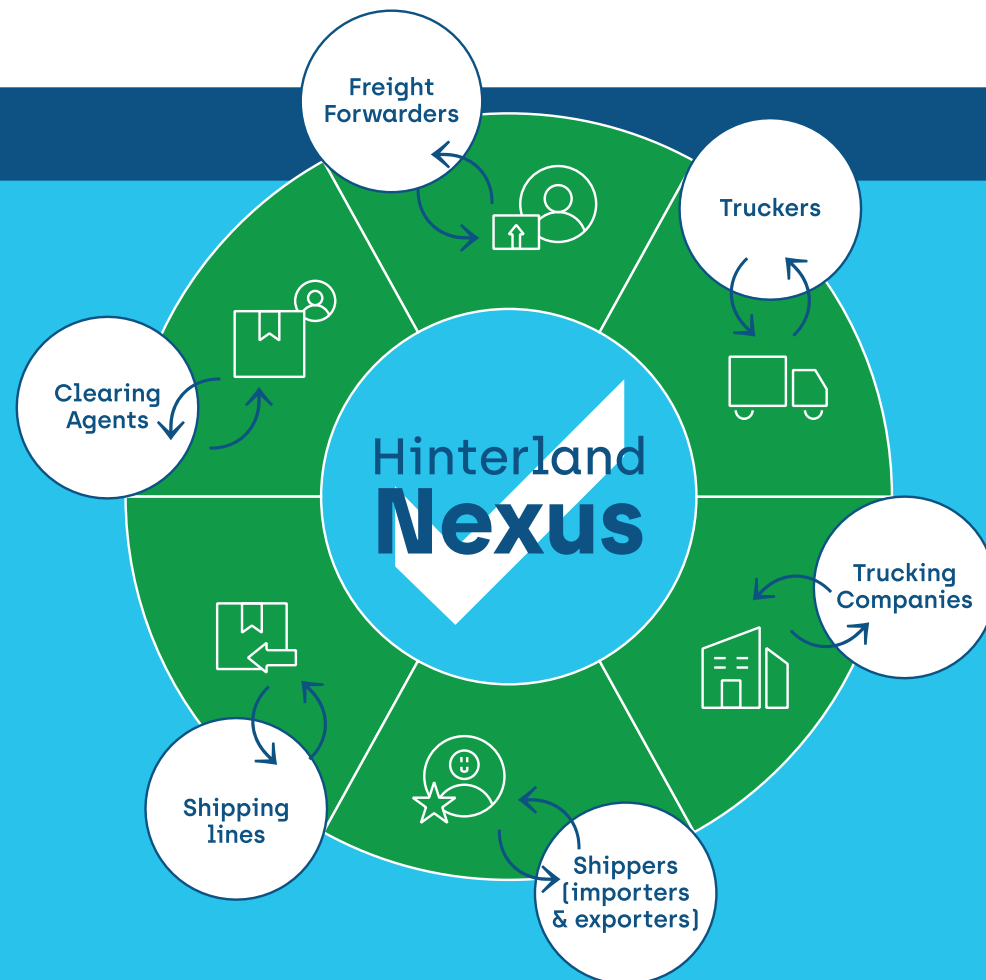 Freight
Forwarders
Truckers
Clearing
Agents
Hinterland
Nexus
Trucking
Companies
Shipping
lines
Shippers
(importers
& exporters)